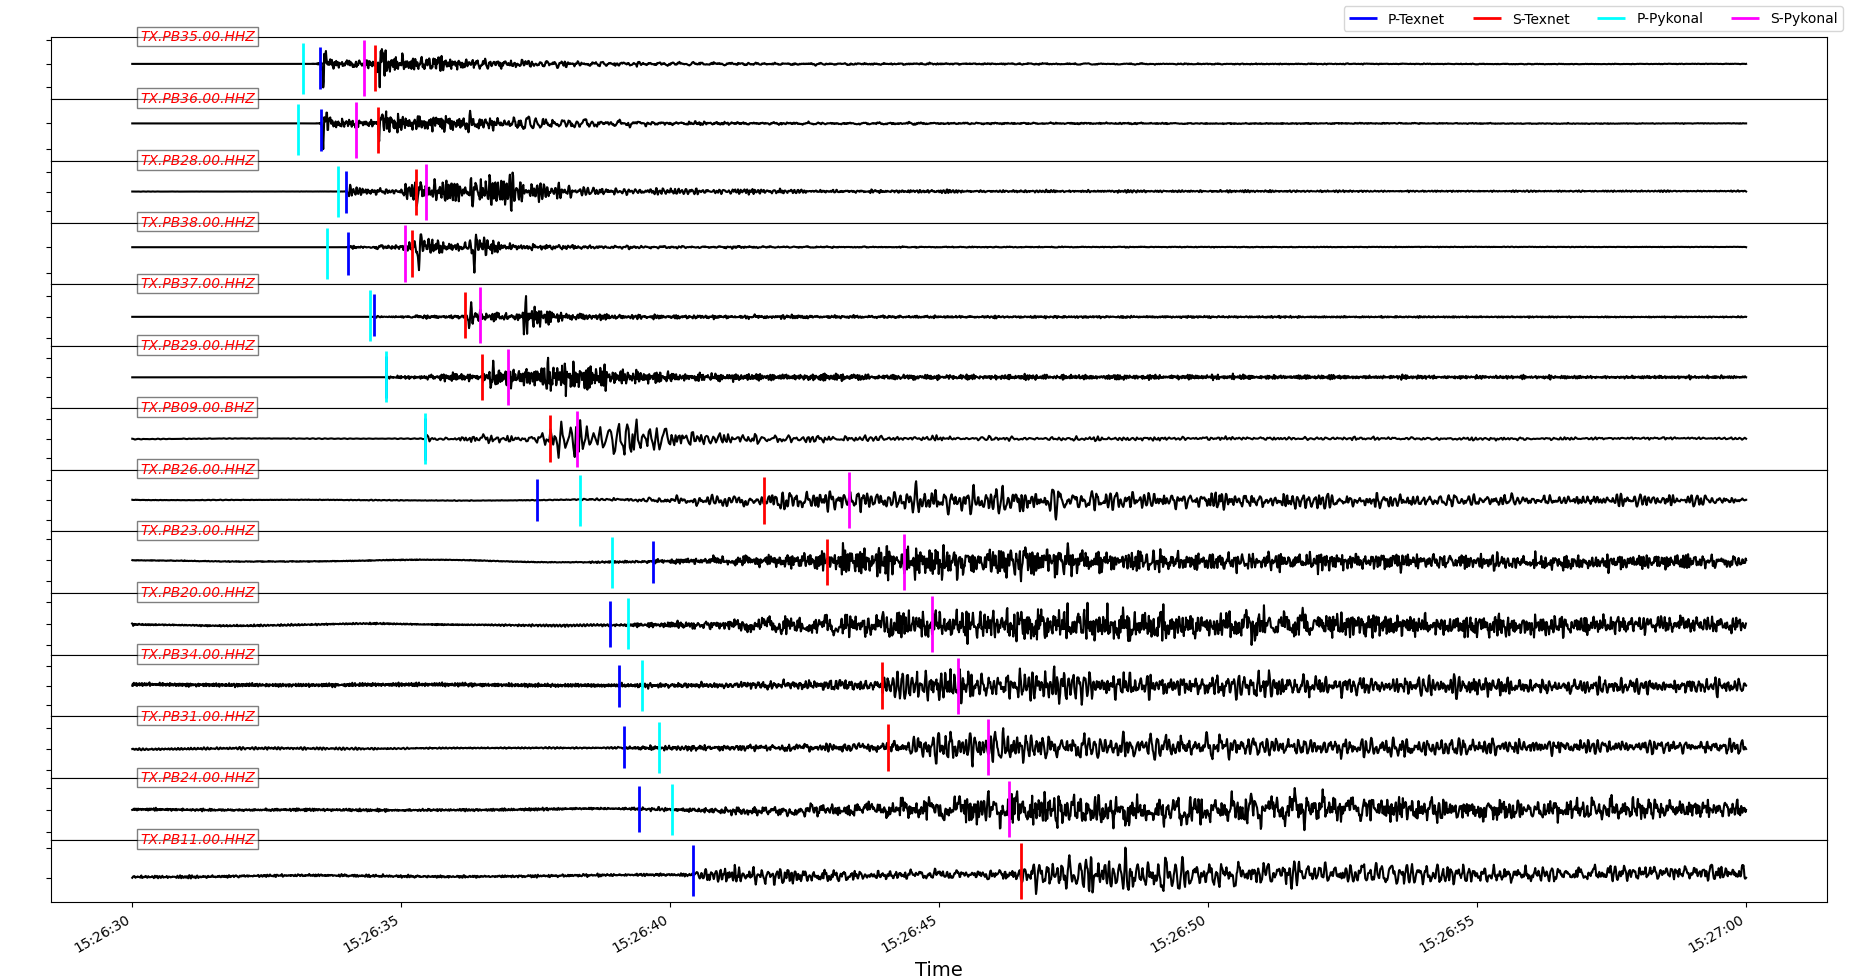 P-Texnet S-Texnet P-Pykonal S-Pykonal
TX.PB35.00.HHZ
TX.PB36.00.HHZ
TX.PB28.00.HHZ
TX.PB38.00.HHZ
TX.PB37.00.HHZ
TX.PB29.00.HHZ
TX.PB09.00.BHZ
TX.PB26.00.HHZ
TX.PB23.00.HHZ
TX.PB20.00.HHZ
TX.PB34.00.HHZ
TX.PB31.00.HHZ
TX.PB24.00.HHZ
TX.PB11.00.HHZ
15:26:30 15:26:35 15:26:40 15:26:45 15:26:50 15:26:55 15:27:00
Time